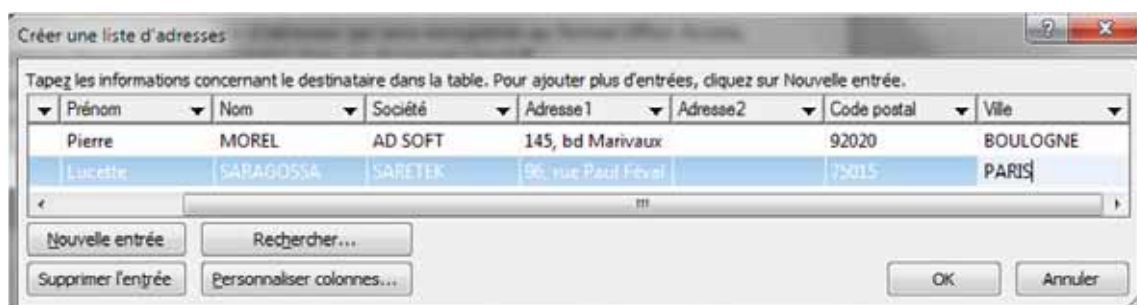 Créer une liste d'adresses
Tapez les informations concernant le destinataire dans la table. Pour ajouter plus d'entrées, cliquez sur Nouvelle entrée.
Prénom Nom Société Adresse1 Adresse2 Code postal Ville
Pierre MOREL AD SOFT 145, bd Marivaux 92020 BOULOGNE
Lucette SARAGOSSA SARETEK 96, rue Paul Féval 75015 PARIS
Nouvelle entrée Rechercher...
Supprimer l'entrée Personnaliser colonnes... OK Annuler